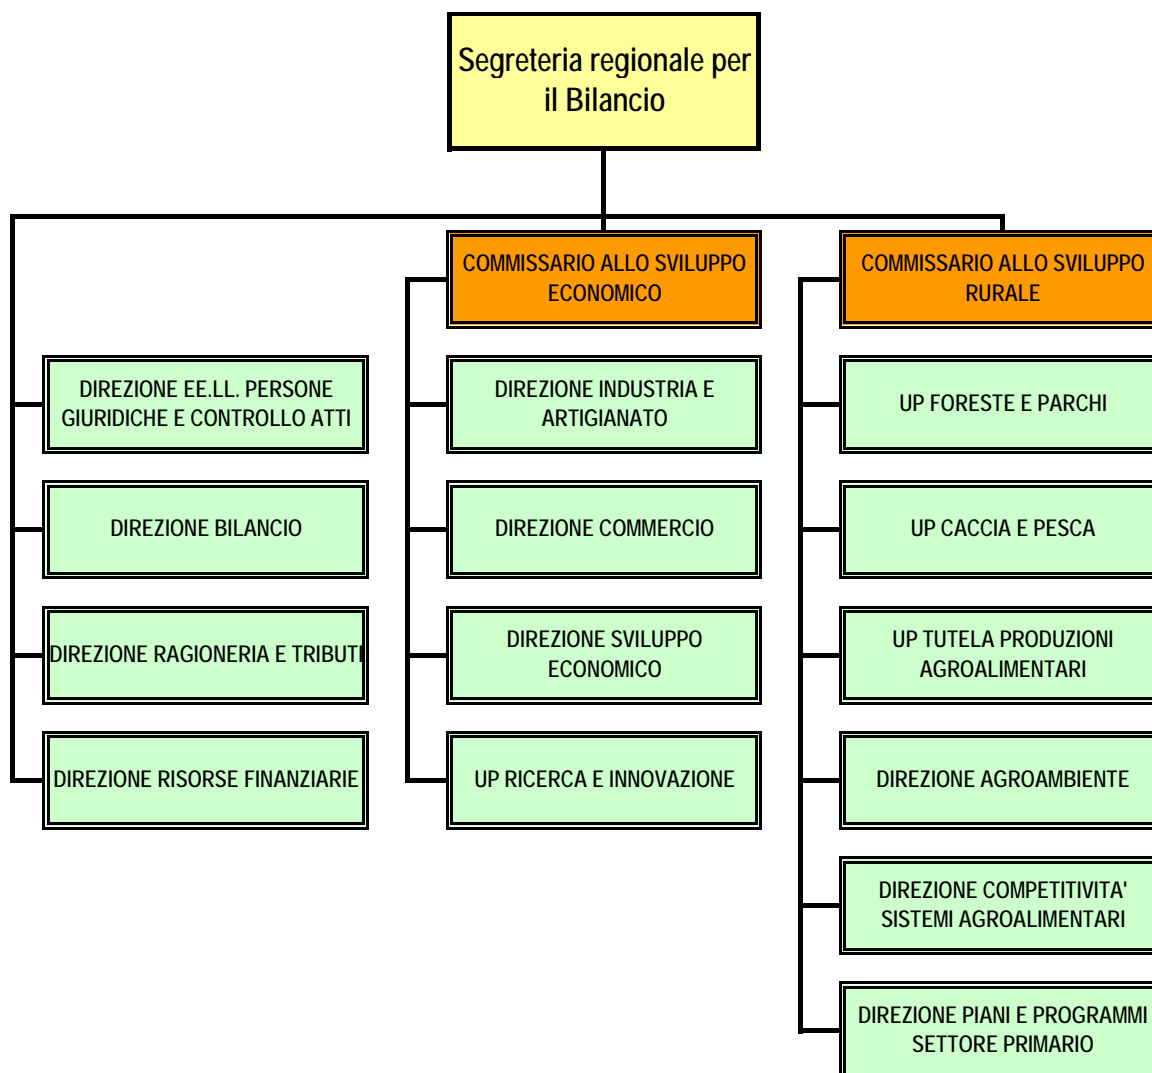 Segreteria regionale per
il Bilancio
COMMISSARIO ALLO SVILUPPO
ECONOMICO
COMMISSARIO ALLO SVILUPPO
RURALE
DIREZIONE EE.LL. PERSONE
GIURIDICHE E CONTROLLO ATTI
DIREZIONE INDUSTRIA E
ARTIGIANATO
UP FORESTE E PARCHI
DIREZIONE BILANCIO
DIREZIONE COMMERCIO
UP CACCIA E PESCA
DIREZIONE RAGIONERIA E TRIBUTI
DIREZIONE SVILUPPO
ECONOMICO
UP TUTELA PRODUZIONI
AGROALIMENTARI
DIREZIONE RISORSE FINANZIARIE
UP RICERCA E INNOVAZIONE
DIREZIONE AGROAMBIENTE
DIREZIONE COMPETITIVITA'
SISTEMI AGROALIMENTARI
DIREZIONE PIANI E PROGRAMMI
SETTORE PRIMARIO